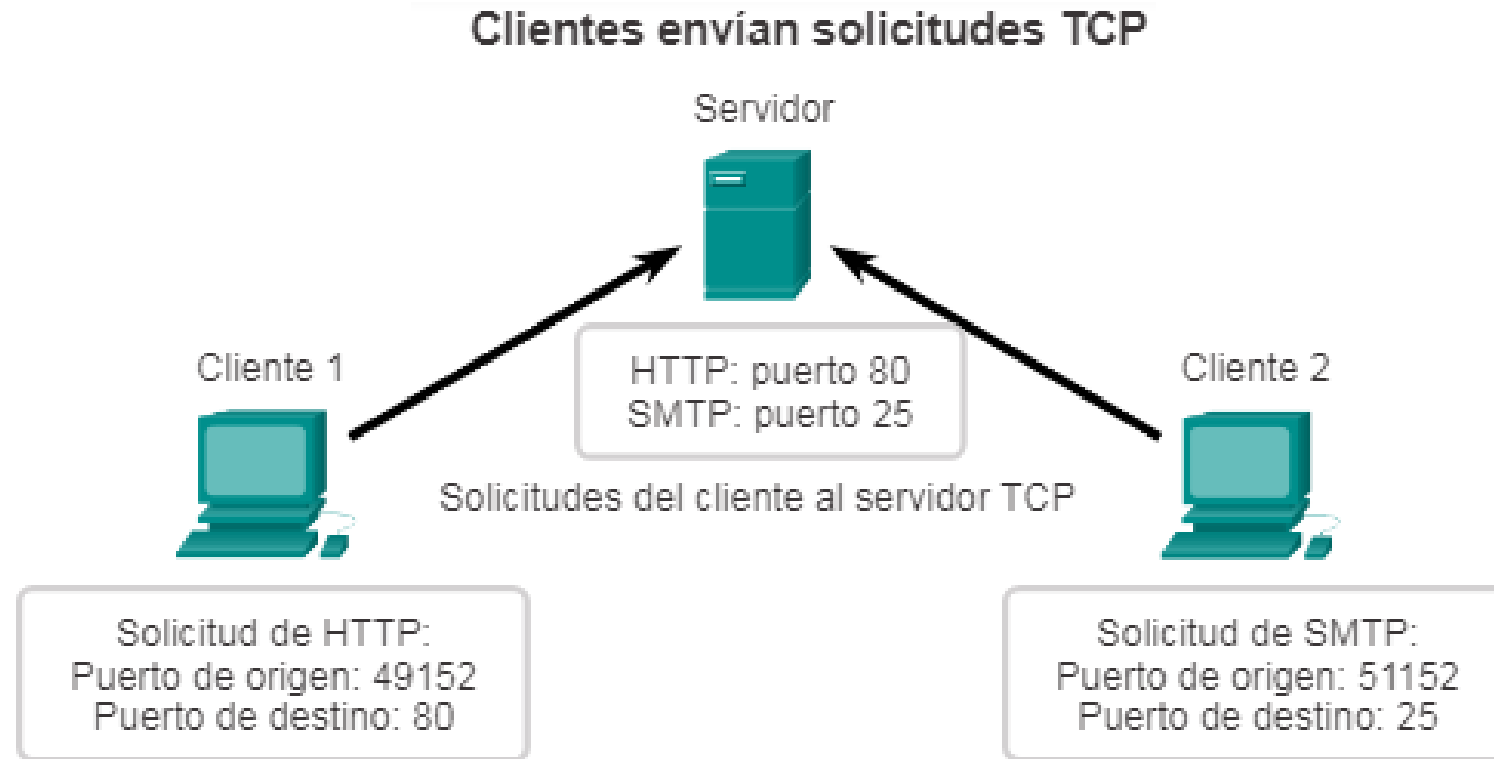 Clientes envían solicitudes TCP
Servidor
Cliente 1
HTTP: puerto 80
SMTP: puerto 25
Cliente 2
Solicitudes del cliente al servidor TCP
Solicitud de HTTP:
Puerto de origen: 49152
Puerto de destino: 80
Solicitud de SMTP:
Puerto de origen: 51152
Puerto de destino: 25